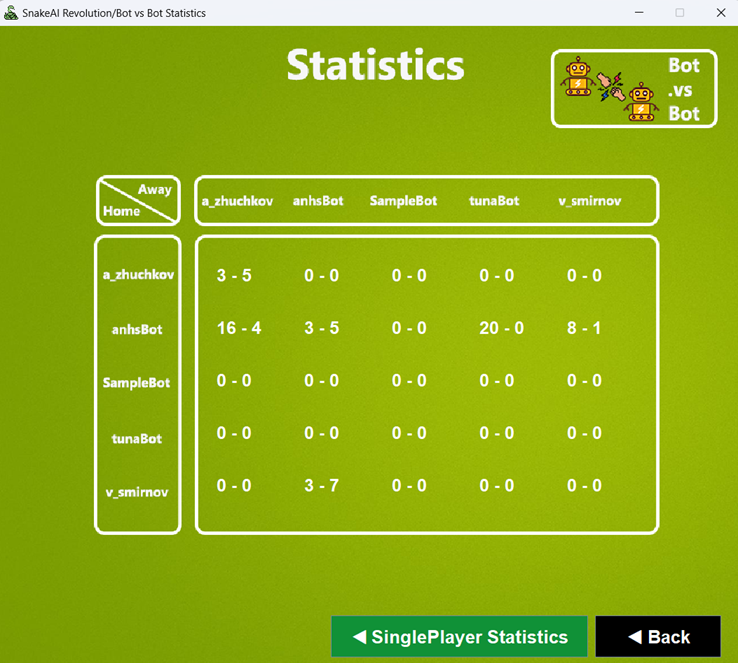 SnakeAI Revolution/Bot vs Bot Statistics
Statistics
Bot
.vs
Bot
Away
Home
a_zhuchkov anhsBot SampleBot tunaBot v_smirnov
a_zhuchkov 3 - 5 0 - 0 0 - 0 0 - 0 0 - 0
anhsBot 16 - 4 3 - 5 0 - 0 20 - 0 8 - 1
SampleBot 0 - 0 0 - 0 0 - 0 0 - 0 0 - 0
tunaBot 0 - 0 0 - 0 0 - 0 0 - 0 0 - 0
v_smirnov 0 - 0 3 - 7 0 - 0 0 - 0 0 - 0
◄ SinglePlayer Statistics
◄ Back